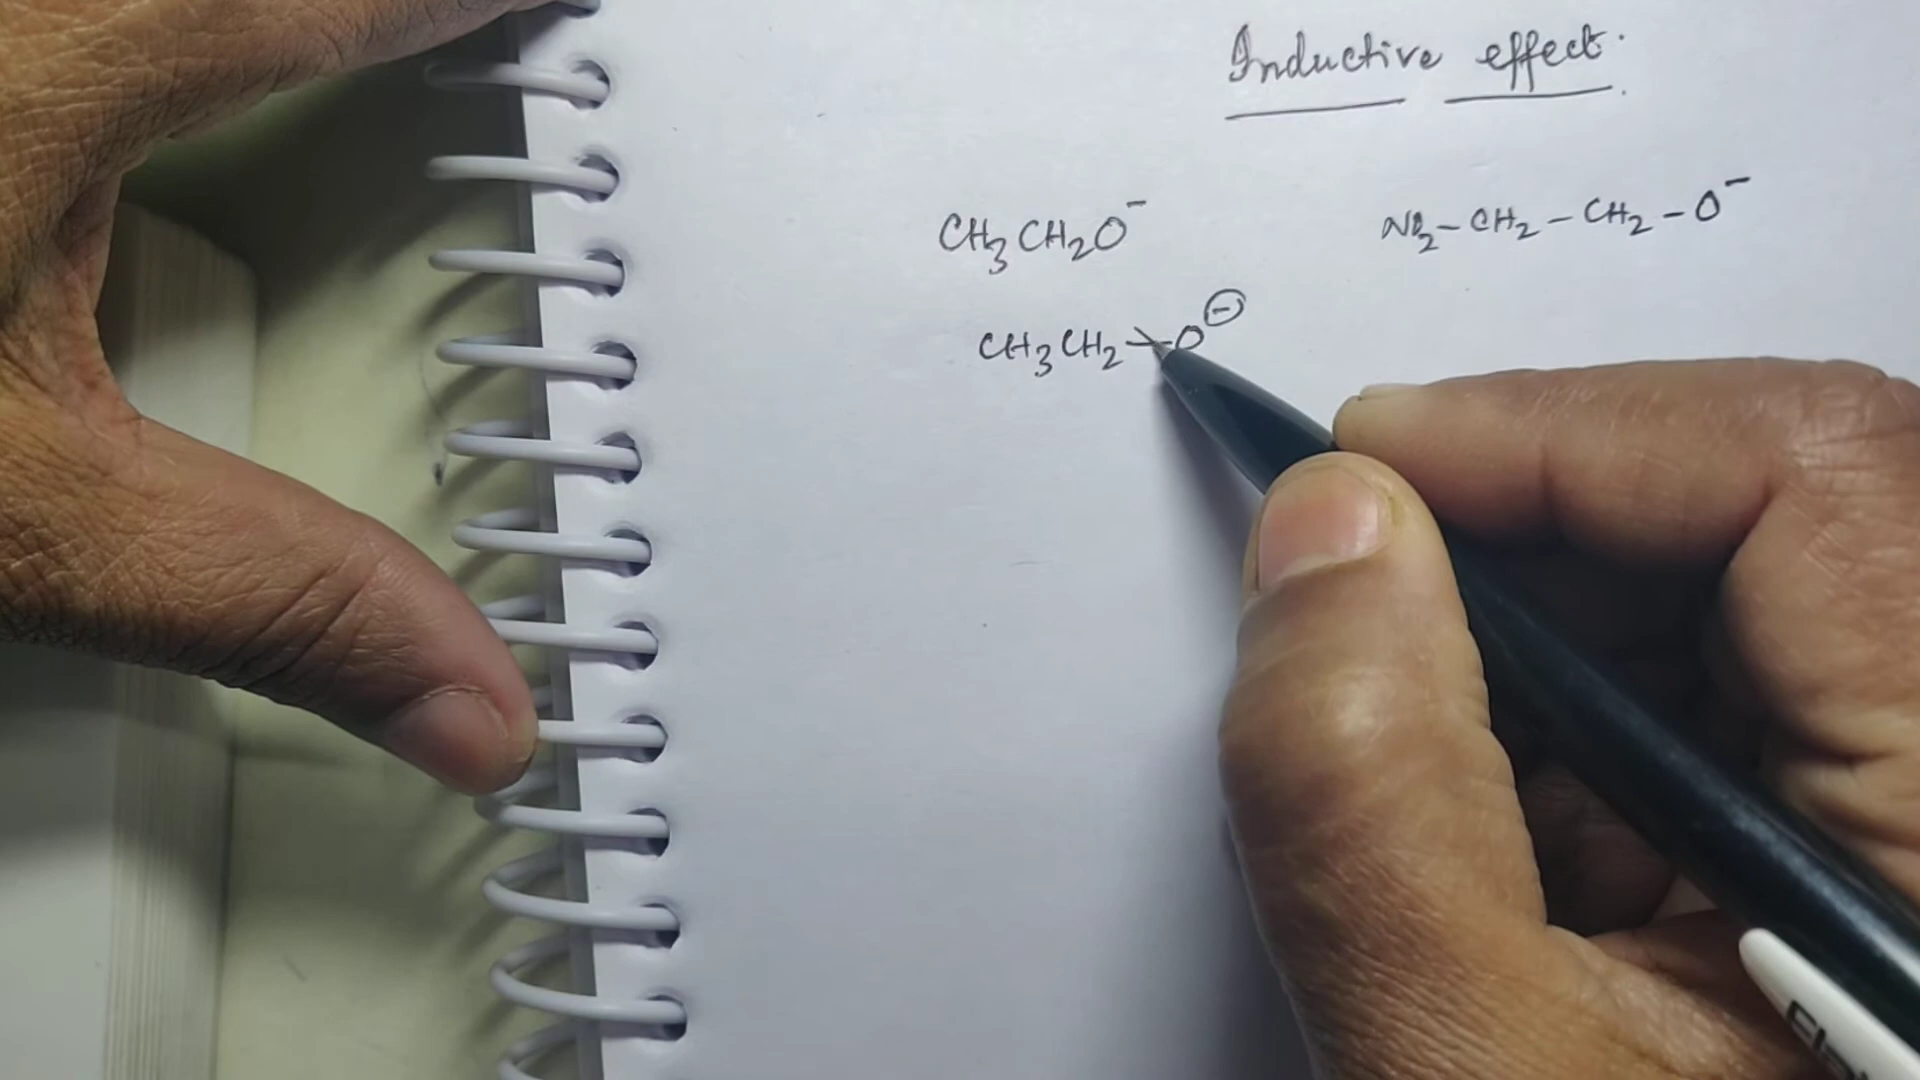 Inductive effect.
CH₃CH₂O⁻
NO₂-CH₂-CH₂-O⁻
CH₃CH₂→O⊖